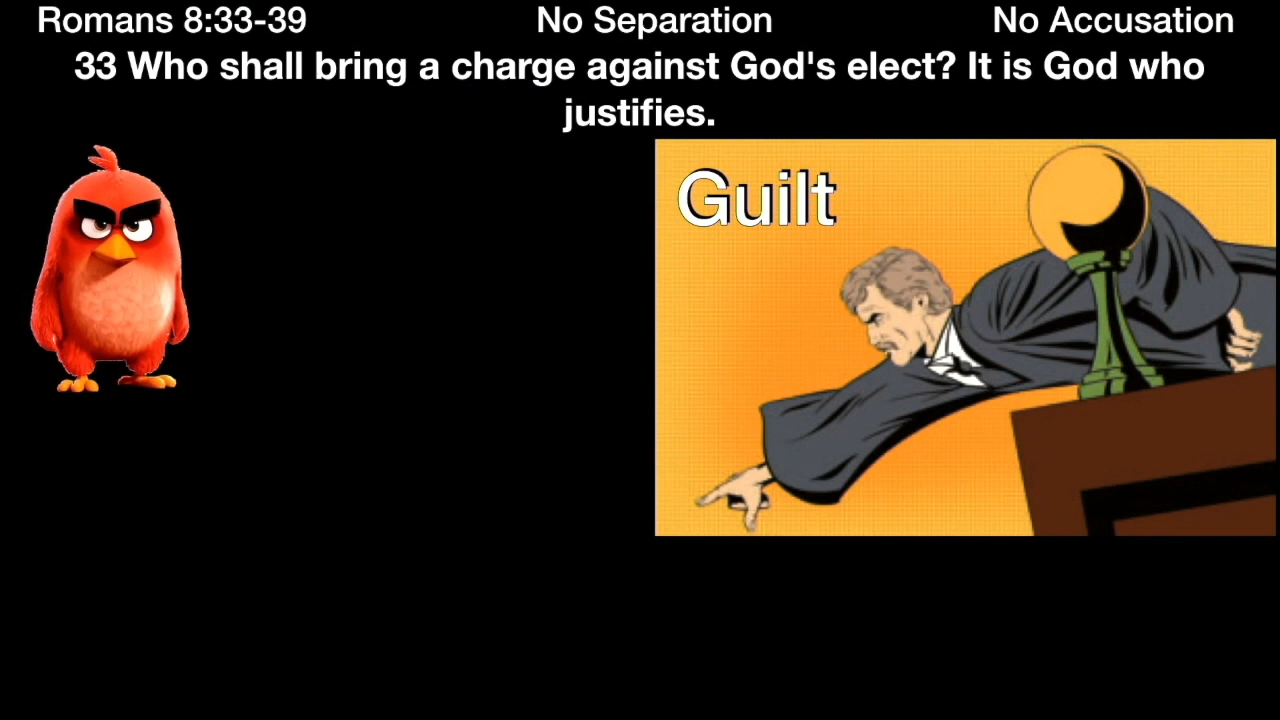 Romans 8:33-39 No Separation No Accusation
33 Who shall bring a charge against God's elect? It is God who
justifies.
Guilt